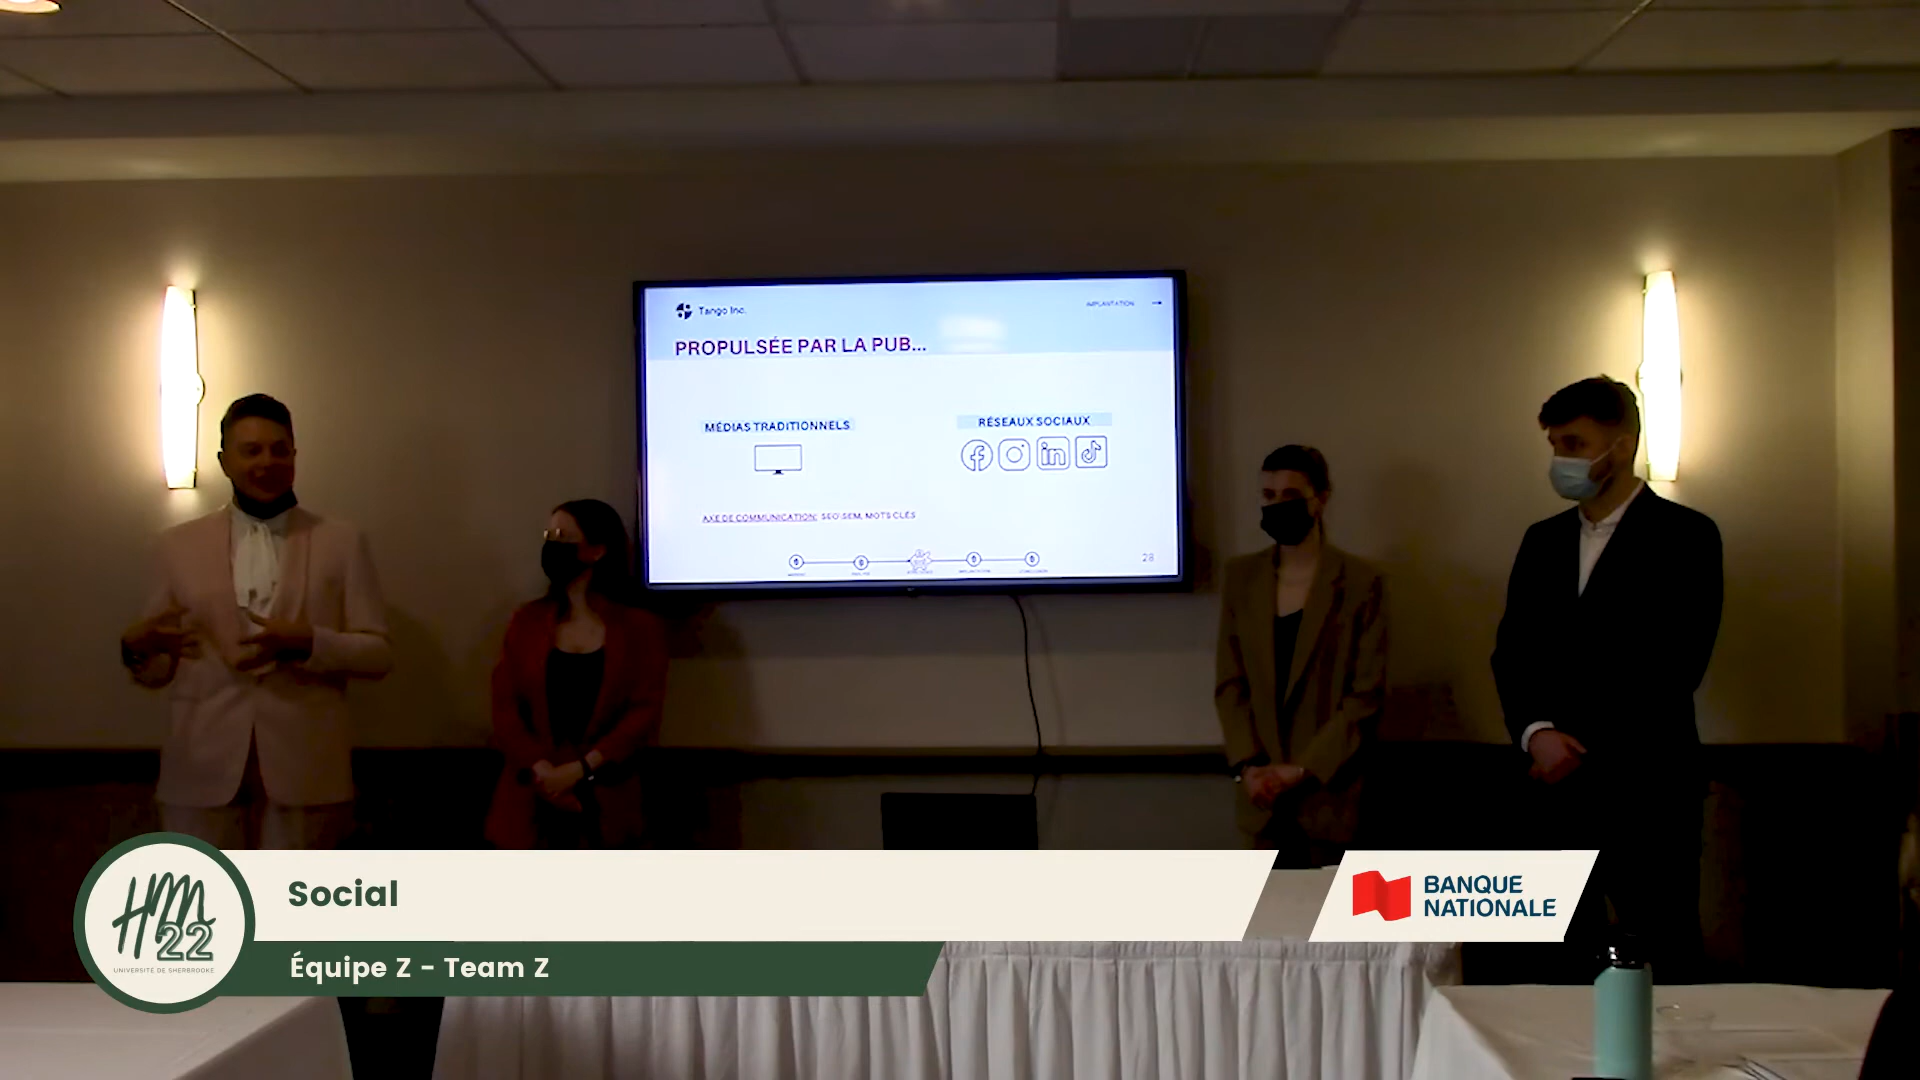 Tango Inc.
IMPLANTATION
PROPULSÉE PAR LA PUB...
MÉDIAS TRADITIONNELS
RÉSEAUX SOCIAUX
AXE DE COMMUNICATION: SEO\SEM, MOTS CLÉS
28
HM
22
UNIVERSITÉ DE SHERBROOKE
Social
Équipe Z - Team Z
BANQUE
NATIONALE